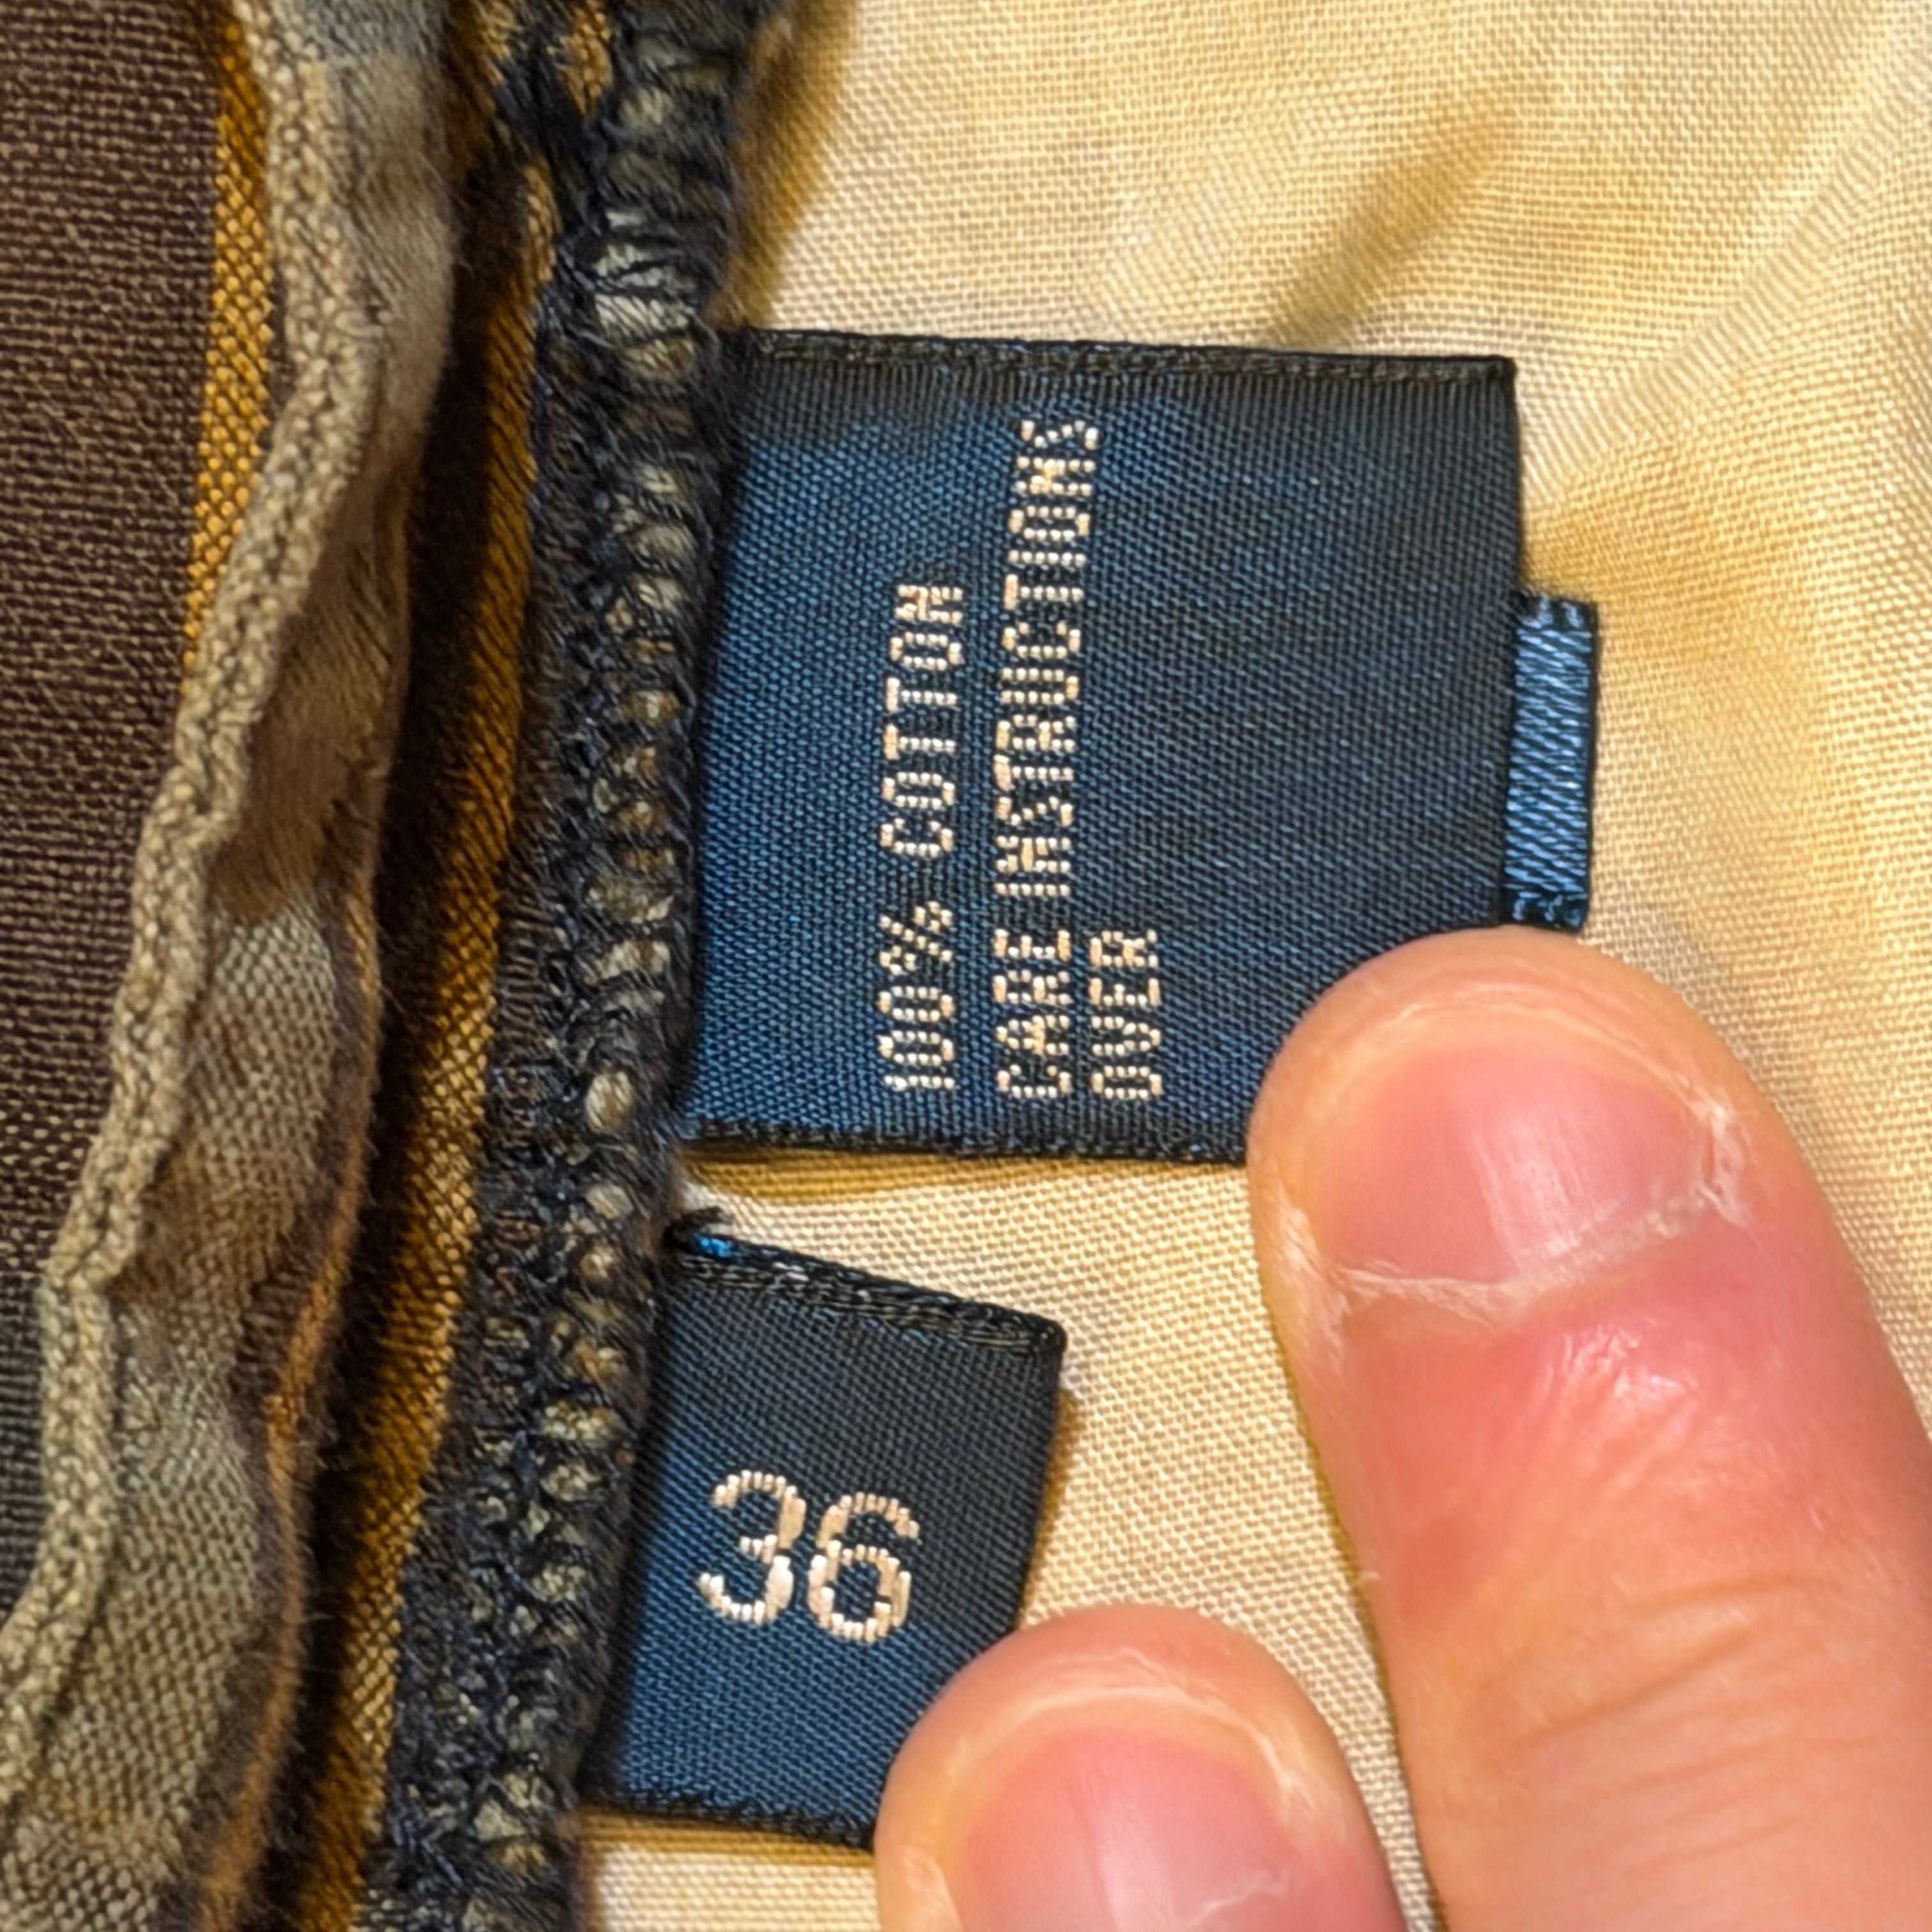 100% COTTON
CARE INSTRUCTIONS
OVER
36